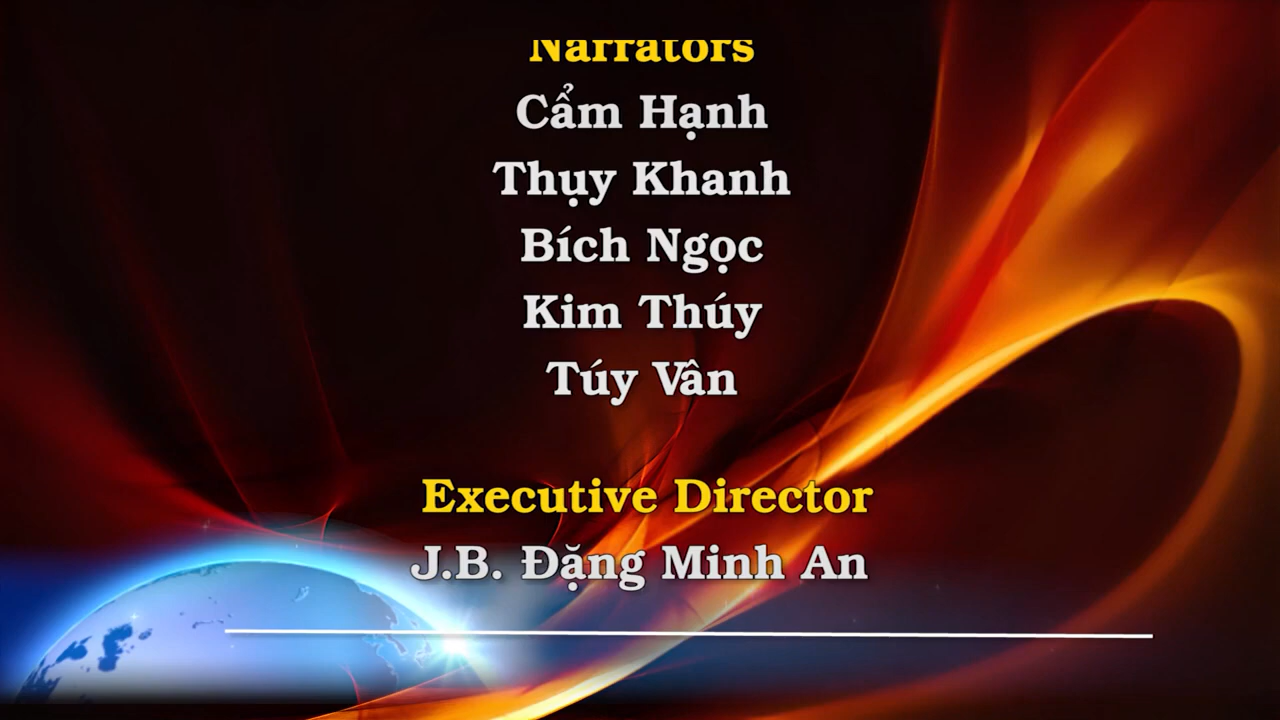 Narrators
Cẩm Hạnh
Thụy Khanh
Bích Ngọc
Kim Thúy
Túy Vân
Executive Director
J.B. Đặng Minh An